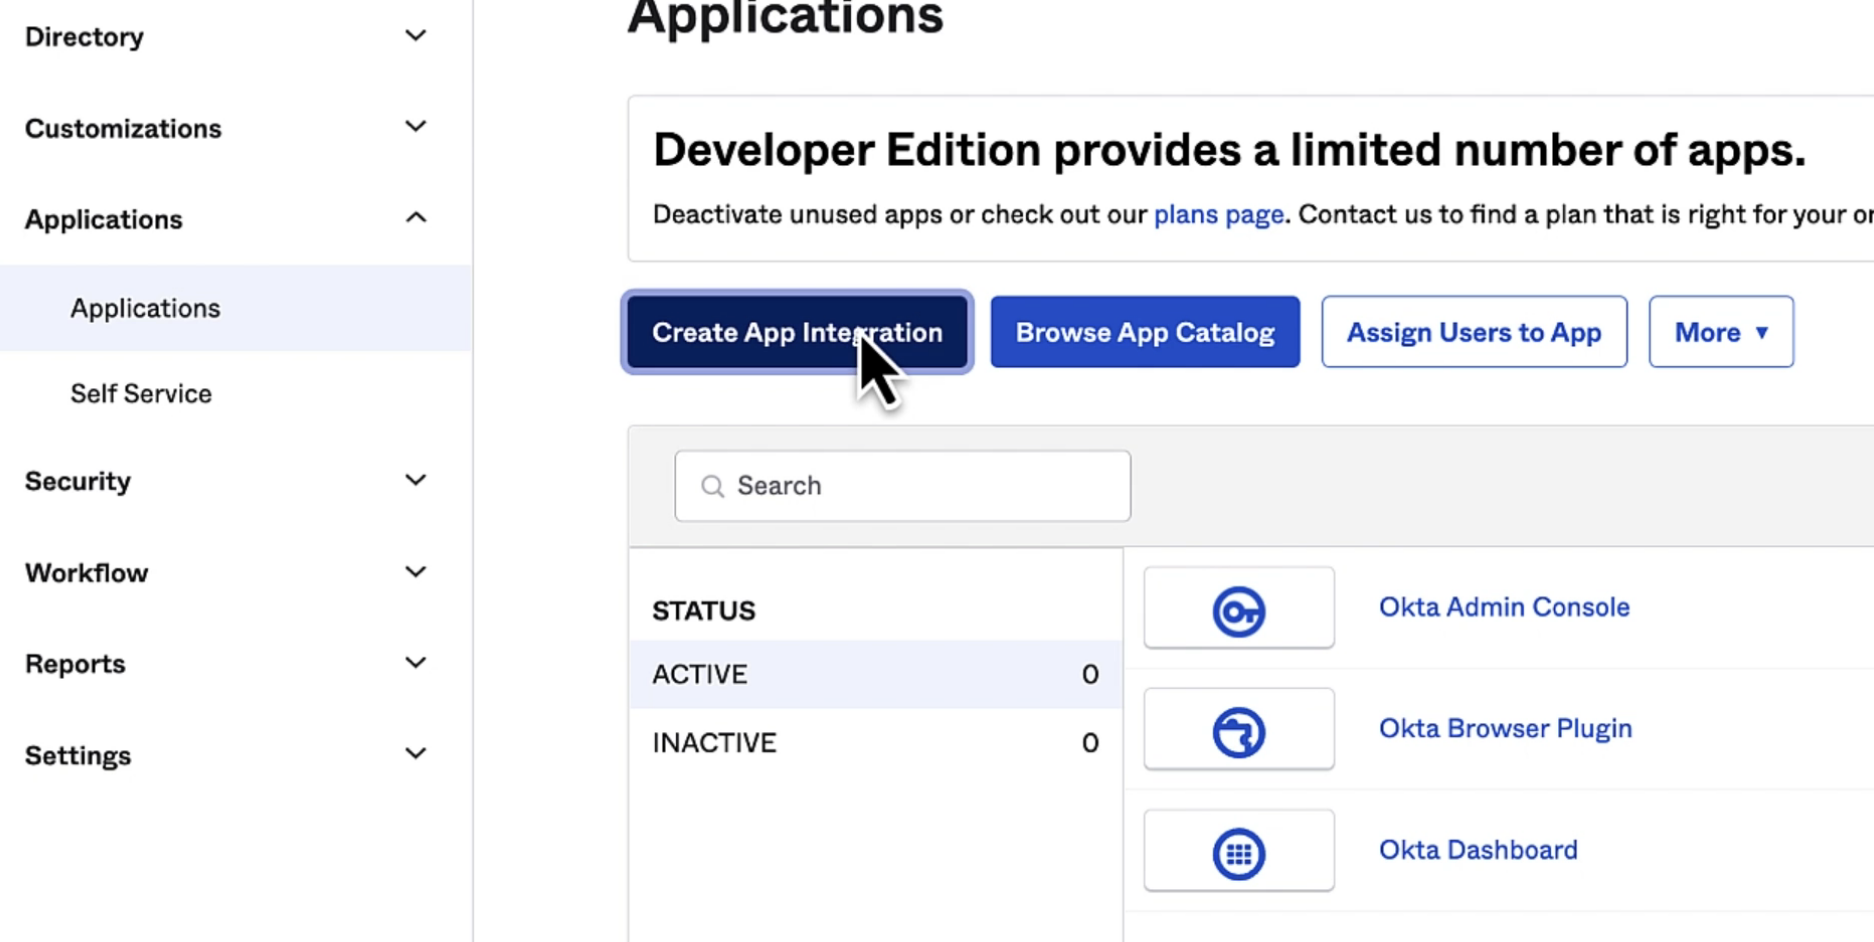 Directory
Customizations
Applications
Applications
Self Service
Security
Workflow
Reports
Settings
Applications
Developer Edition provides a limited number of apps.
Deactivate unused apps or check out our plans page. Contact us to find a plan that is right for your
Create App Integration
Browse App Catalog
Assign Users to App
More
Search
STATUS
ACTIVE 0
INACTIVE 0
Okta Admin Console
Okta Browser Plugin
Okta Dashboard